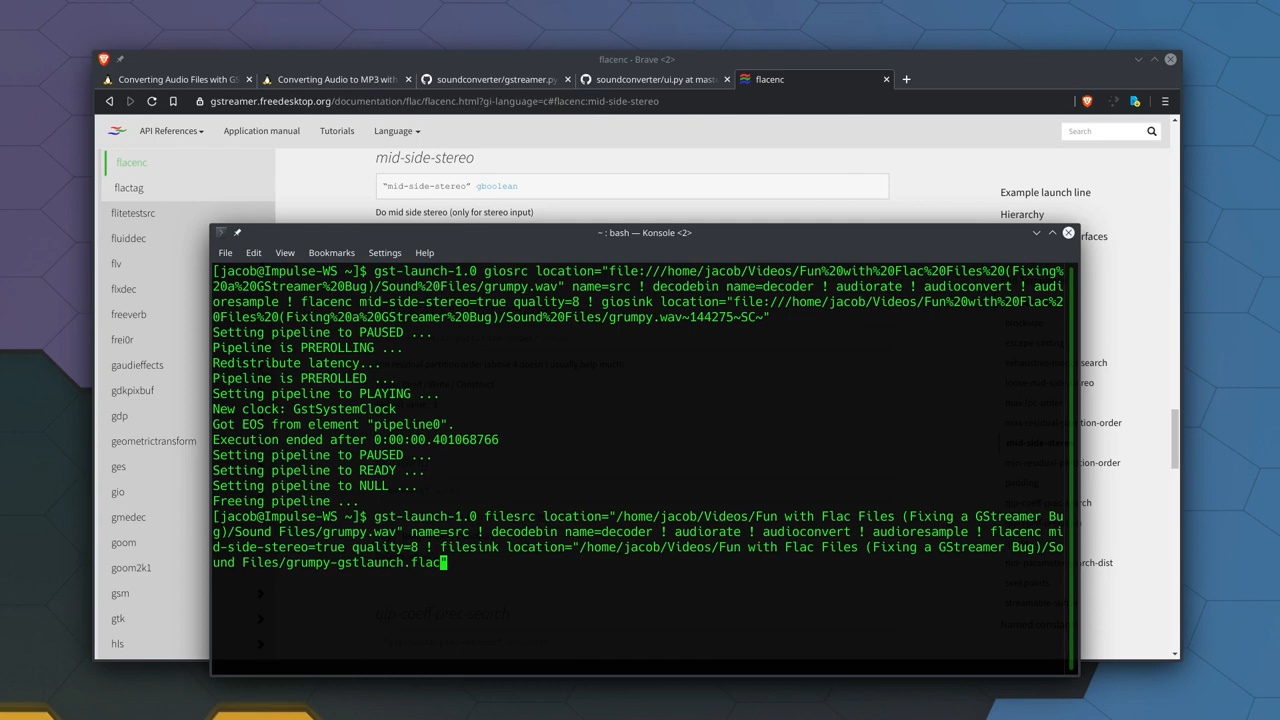 flacenc - Brave <2>
Converting Audio Files with GS
Converting Audio to MP3 with
soundconverter/gstreamer.py
soundconverter/ui.py at mast
flacenc
gstreamer.freedesktop.org/documentation/flac/flacenc.html?gi-language=c#flacenc:mid-side-stereo
API References
Application manual
Tutorials
Language
Search
flacenc
flactag
flitetestsrc
fluiddec
flv
flxdec
freeverb
frei0r
gaudieffects
gdkpixbuf
gdp
geometrictransform
ges
gio
gmedec
goom
goom2k1
gsm
gtk
hls
mid-side-stereo
“mid-side-stereo” gboolean
Do mid side stereo (only for stereo input)
Example launch line
Hierarchy
~ : bash — Konsole <2>
File Edit View Bookmarks Settings Help
[jacob@Impulse-WS ~]$ gst-launch-1.0 giosrc location="file:///home/jacob/Videos/Fun%20with%20Flac%20Files%20(Fixing%
20a%20GStreamer%20Bug)/Sound%20Files/grumpy.wav" name=src ! decodebin name=decoder ! audiorate ! audioconvert ! audi
oresample ! flacenc mid-side-stereo=true quality=8 ! giosink location="file:///home/jacob/Videos/Fun%20with%20Flac%2
0Files%20(Fixing%20a%20GStreamer%20Bug)/Sound%20Files/grumpy.wav~144275~SC~"
Setting pipeline to PAUSED ...
Pipeline is PREROLLING ...
Redistribute latency...
Pipeline is PREROLLED ...
Setting pipeline to PLAYING ...
New clock: GstSystemClock
Got EOS from element "pipeline0".
Execution ended after 0:00:00.401068766
Setting pipeline to PAUSED ...
Setting pipeline to READY ...
Setting pipeline to NULL ...
Freeing pipeline ...
[jacob@Impulse-WS ~]$ gst-launch-1.0 filesrc location="/home/jacob/Videos/Fun with Flac Files (Fixing a GStreamer Bu
g)/Sound Files/grumpy.wav" name=src ! decodebin name=decoder ! audiorate ! audioconvert ! audioresample ! flacenc mi
d-side-stereo=true quality=8 ! filesink location="/home/jacob/Videos/Fun with Flac Files (Fixing a GStreamer Bug)/So
und Files/grumpy-gstlaunch.flac"